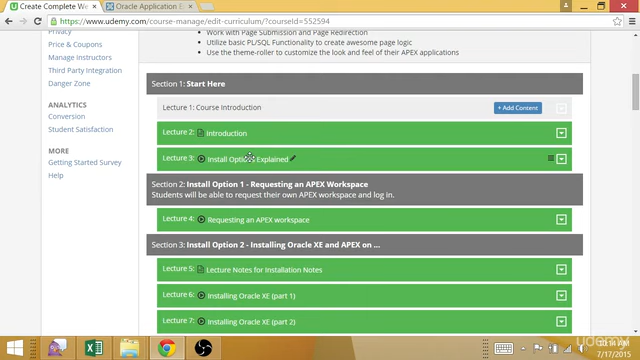 Create Complete We
Oracle Application E
https://www.udemy.com/course-manage/edit-curriculum/?courseId=552594
Privacy
Price & Coupons
Manage Instructors
Third Party Integration
Danger Zone
ANALYTICS
Conversion
Student Satisfaction
MORE
Getting Started Survey
Help
Work with Page Submission and Page Redirection
Utilize basic PL/SQL Functionality to create awesome page logic
Use the theme-roller to customize the look and feel of their APEX applications
Section 1: Start Here
Lecture 1: Course Introduction
+ Add Content
Lecture 2: Introduction
Lecture 3: Install Options Explained
Section 2: Install Option 1 - Requesting an APEX Workspace
Students will be able to request their own APEX workspace and log in.
Lecture 4: Requesting an APEX workspace
Section 3: Install Option 2 - Installing Oracle XE and APEX on ...
Lecture 5: Lecture Notes for Installation Notes
Lecture 6: Installing Oracle XE (part 1)
Lecture 7: Installing Oracle XE (part 2)
udemy
10:14 AM
7/17/2015